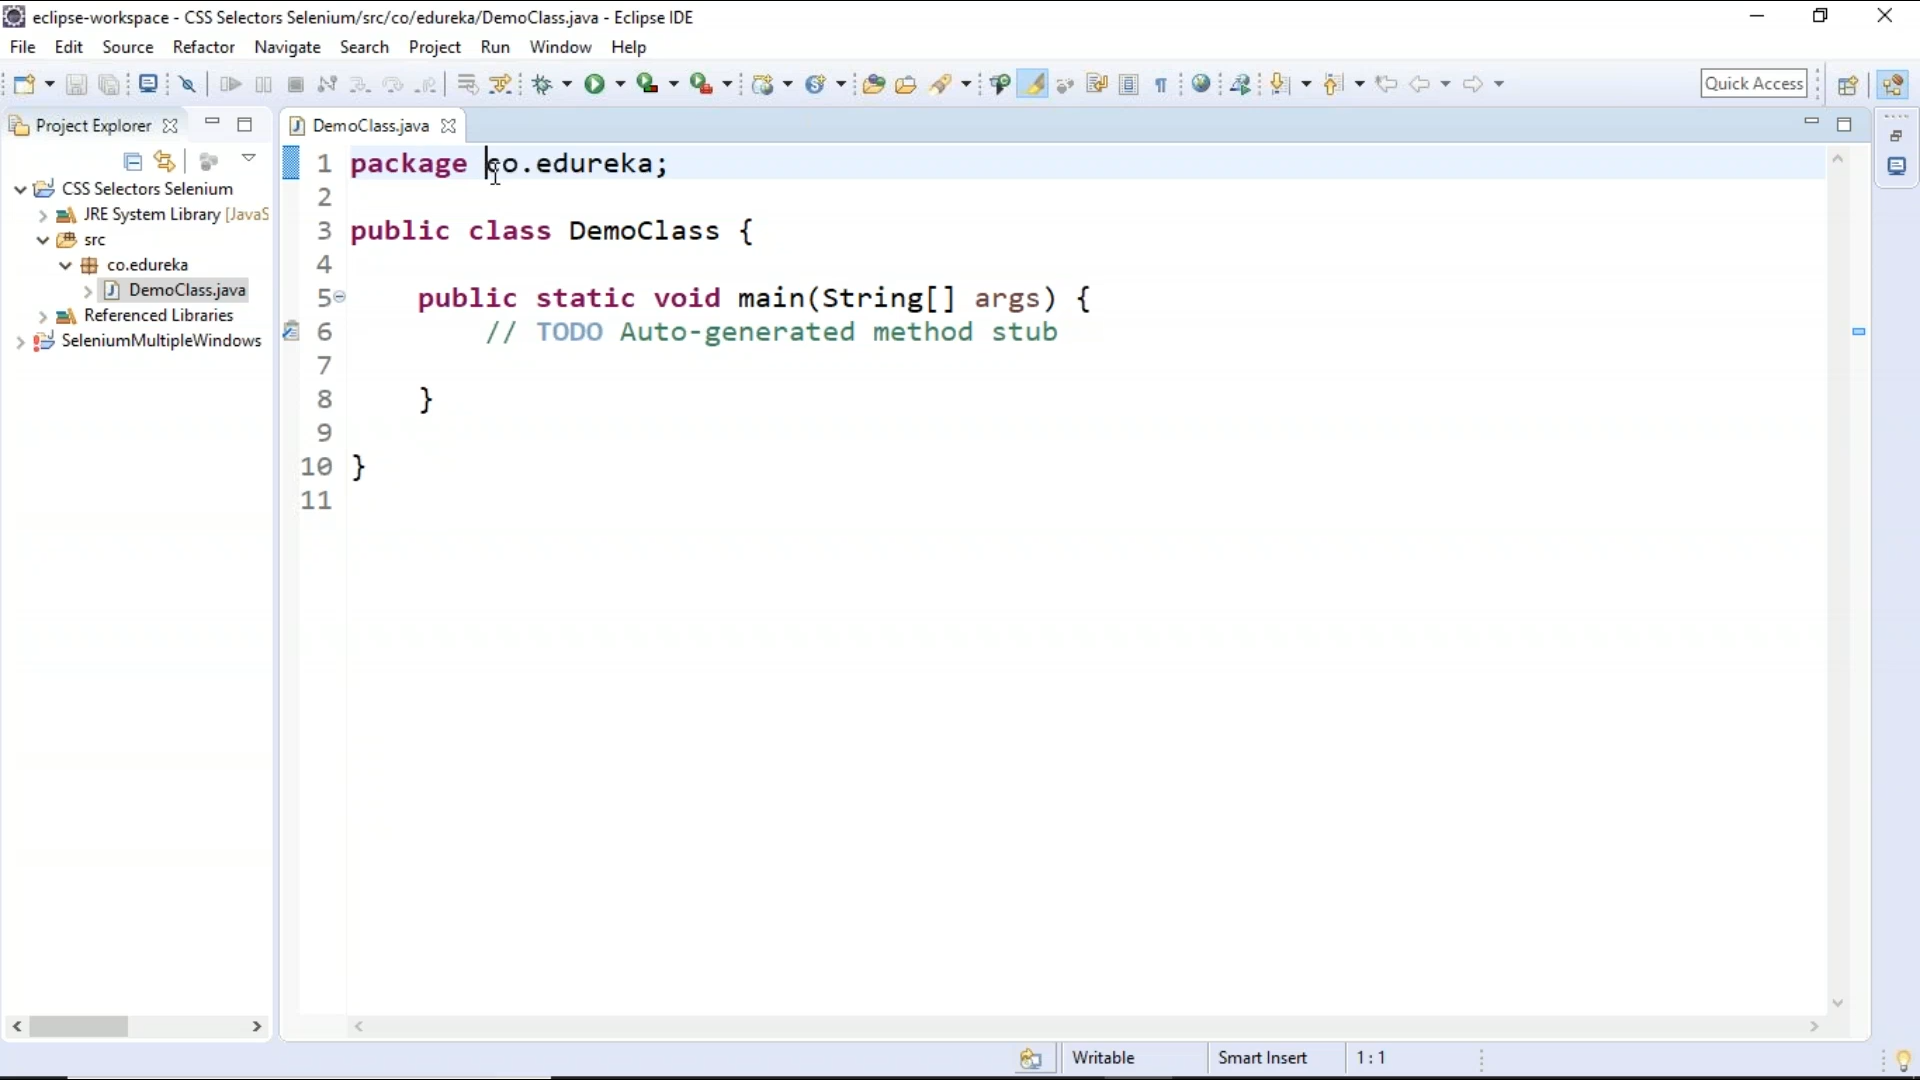 eclipse-workspace - CSS Selectors Selenium/src/co/edureka/DemoClass.java - Eclipse IDE
File Edit Source Refactor Navigate Search Project Run Window Help
Quick Access
Project Explorer
DemoClass.java
CSS Selectors Selenium
JRE System Library [JavaS
src
co.edureka
DemoClass.java
Referenced Libraries
SeleniumMultipleWindows
1 package co.edureka;
2
3 public class DemoClass {
4
5 public static void main(String[] args) {
6 // TODO Auto-generated method stub
7
8 }
9
10 }
11
Writable Smart Insert 1 : 1